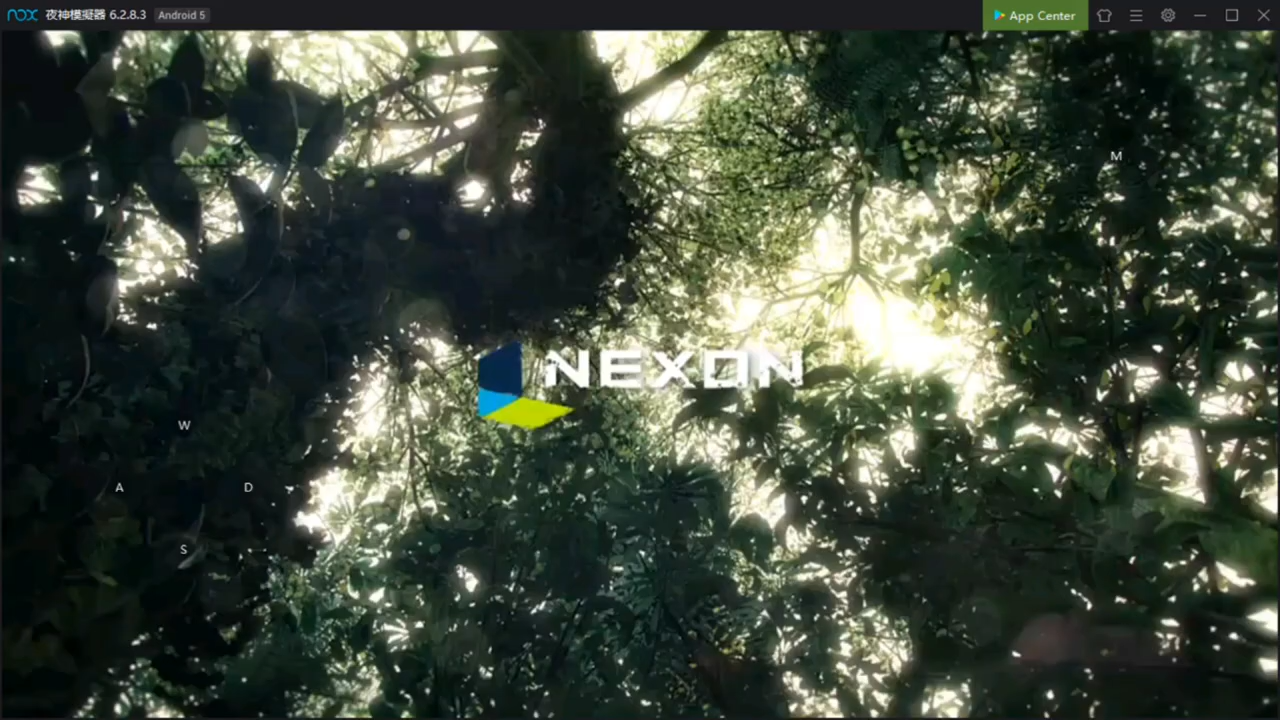 nox 夜神模擬器 6.2.8.3 Android 5 App Center
M
NEXON
W
A D
S